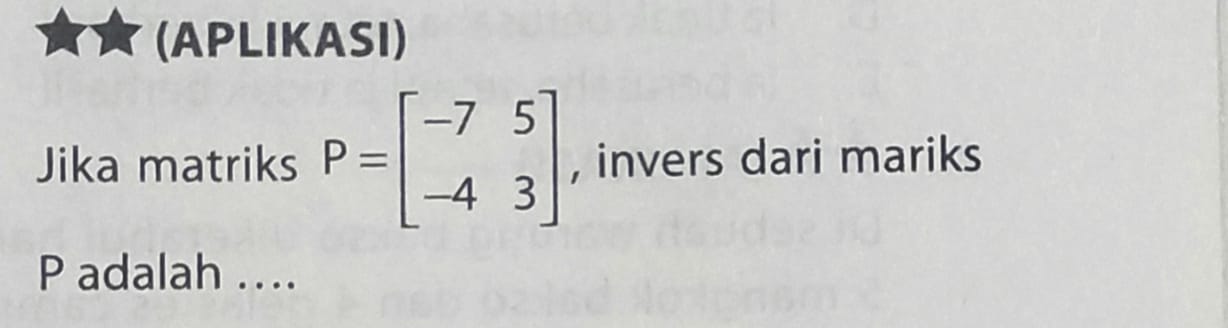 ★★ (APLIKASI)
Jika matriks P = [−7 5; −4 3], invers dari mariks
P adalah ....